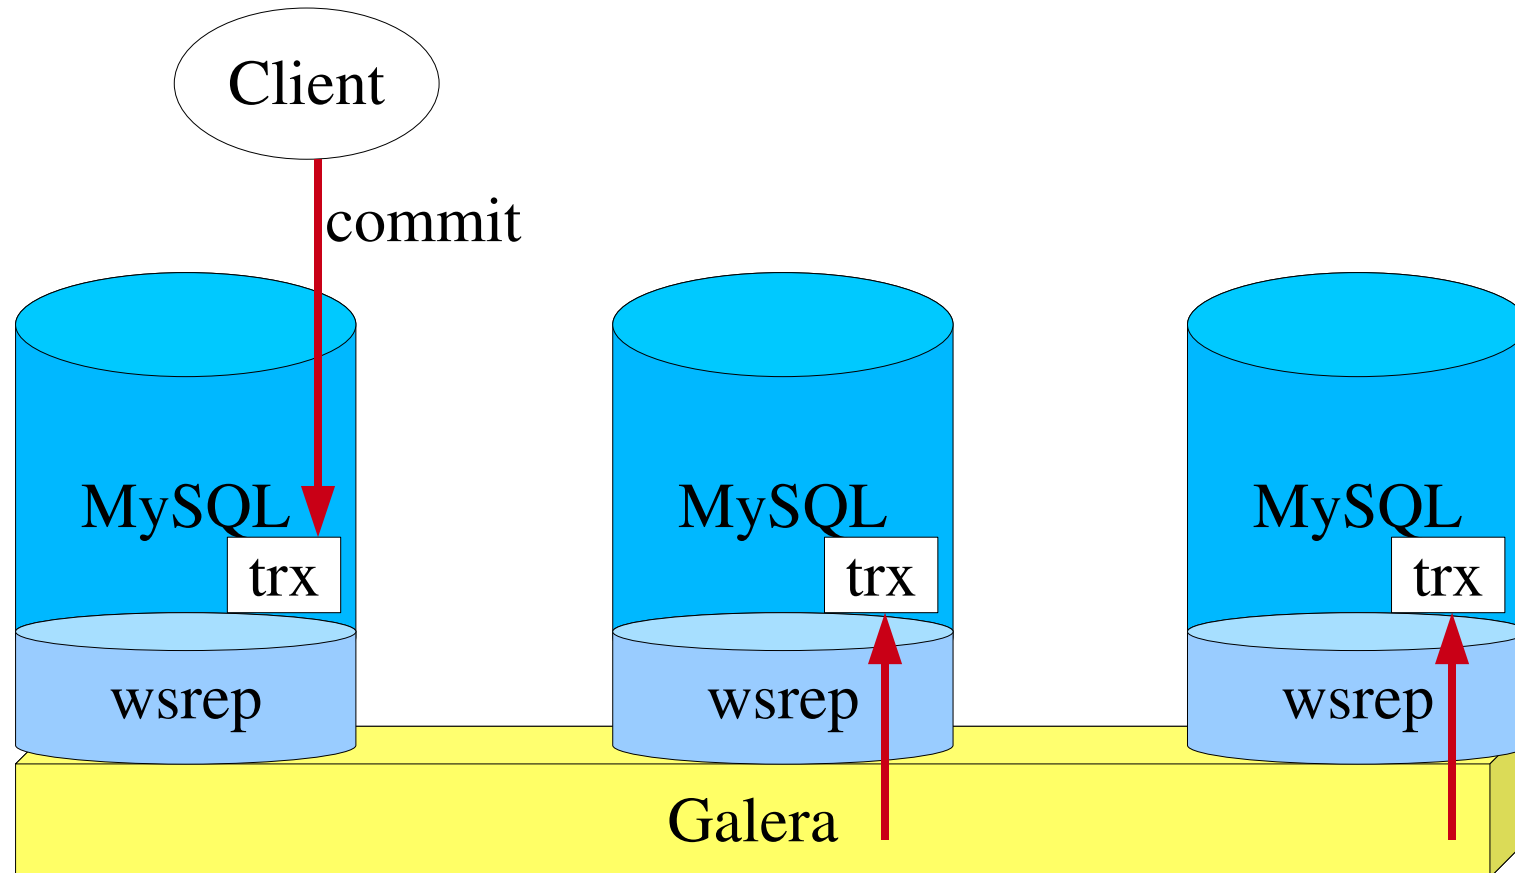 Client
commit
MySQL
MySQL
MySQL
trx
trx
trx
wsrep
wsrep
wsrep
Galera